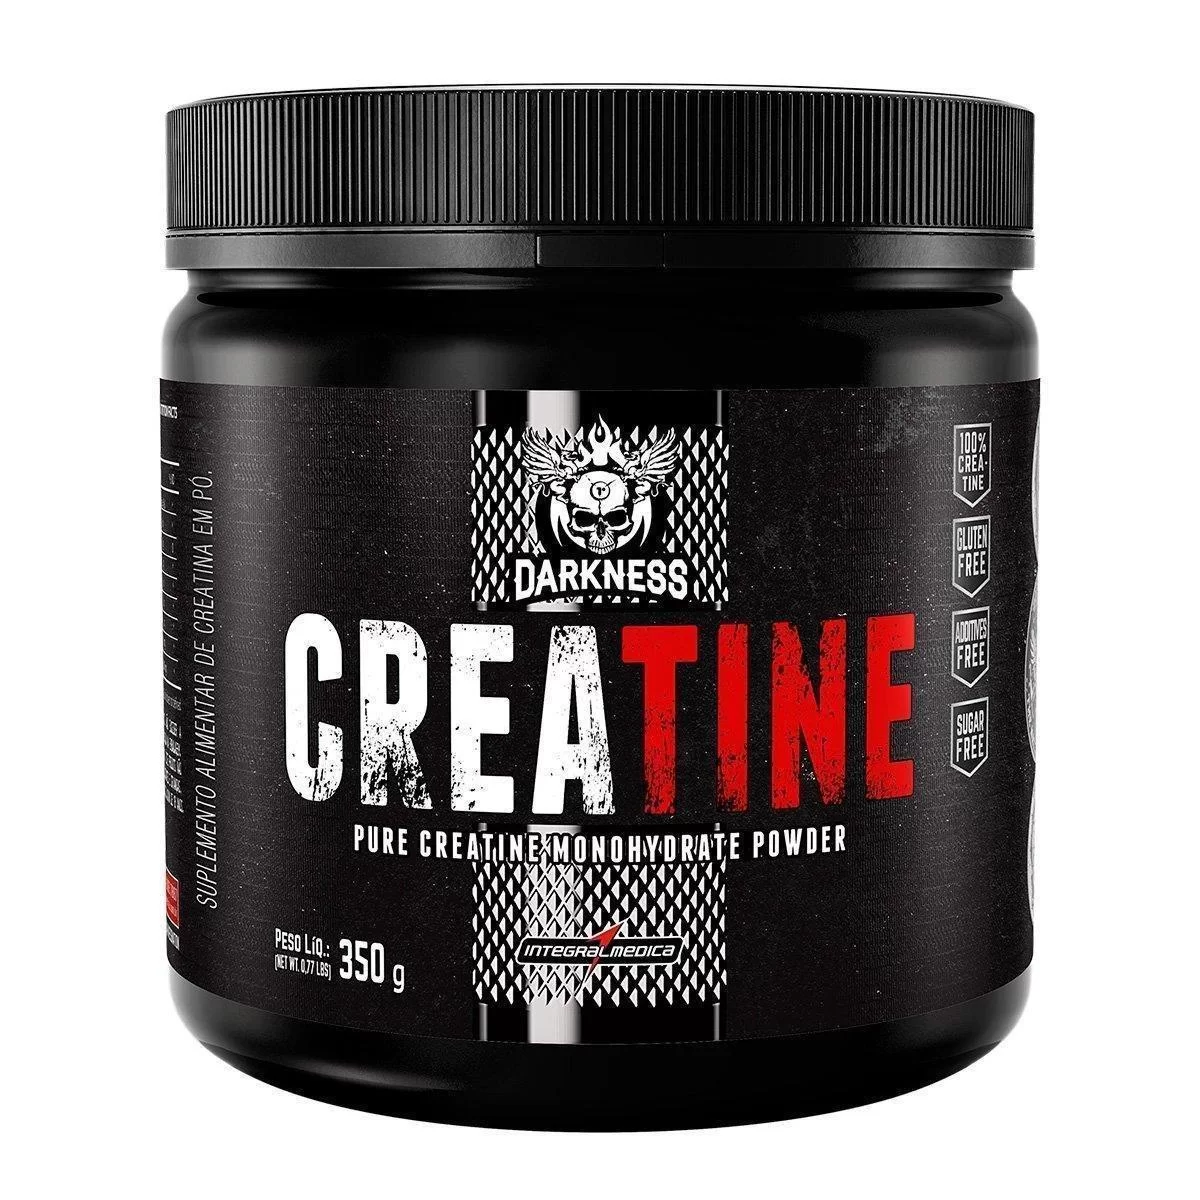 DARKNESS
CREATINE
PURE CREATINE MONOHYDRATE POWDER
INTEGRALMEDICA
PESO LÍQ.: 350 g
(NET WT. 0,77 LBS)
SUPLEMENTO ALIMENTAR DE CREATINA EM PÓ.
100%
CREA-
TINE
GLUTEN
FREE
ADDITIVES
FREE
SUGAR
FREE